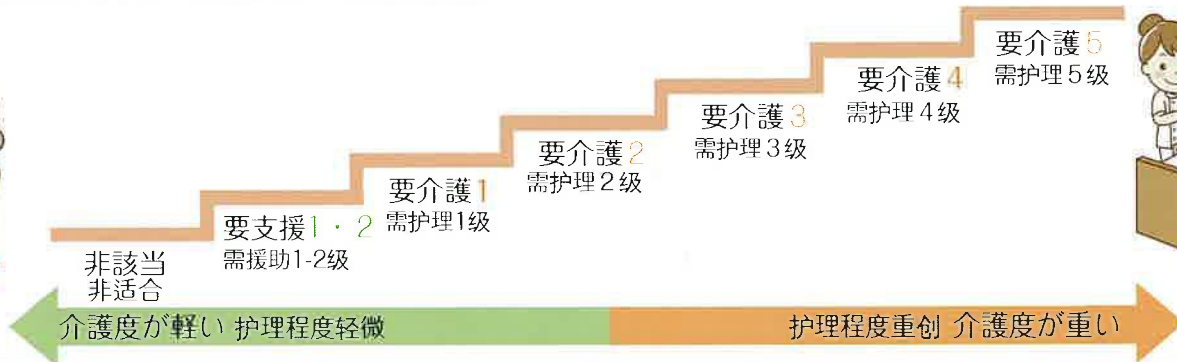 要介護5
需护理5级
要介護4
需护理4级
要介護3
需护理3级
要介護2
需护理2级
要介護1
需护理1级
要支援1・2
需援助1-2级
非該当
非适合
介護度が軽い 护理程度轻微
护理程度重创 介護度が重い